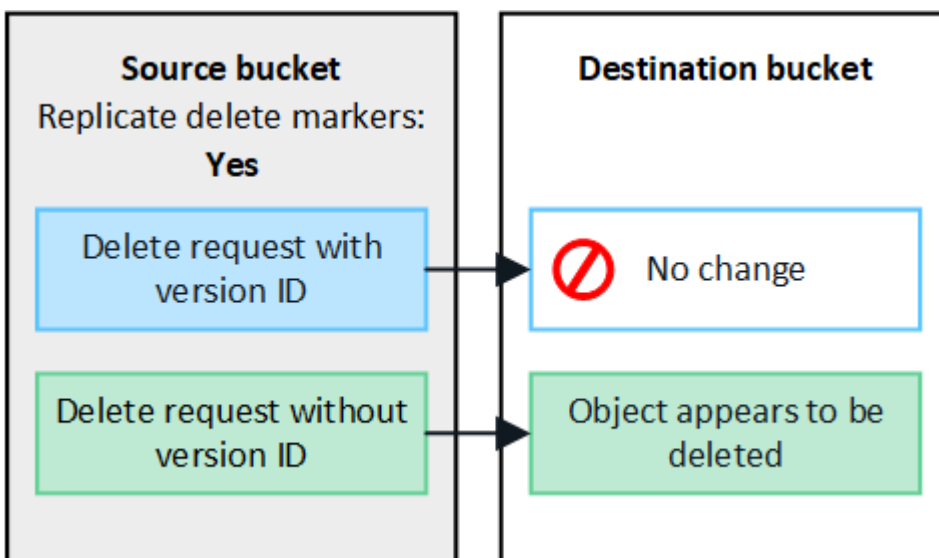 Source bucket
Replicate delete markers:
Yes
Delete request with
version ID
Delete request without
version ID
Destination bucket
No change
Object appears to be
deleted